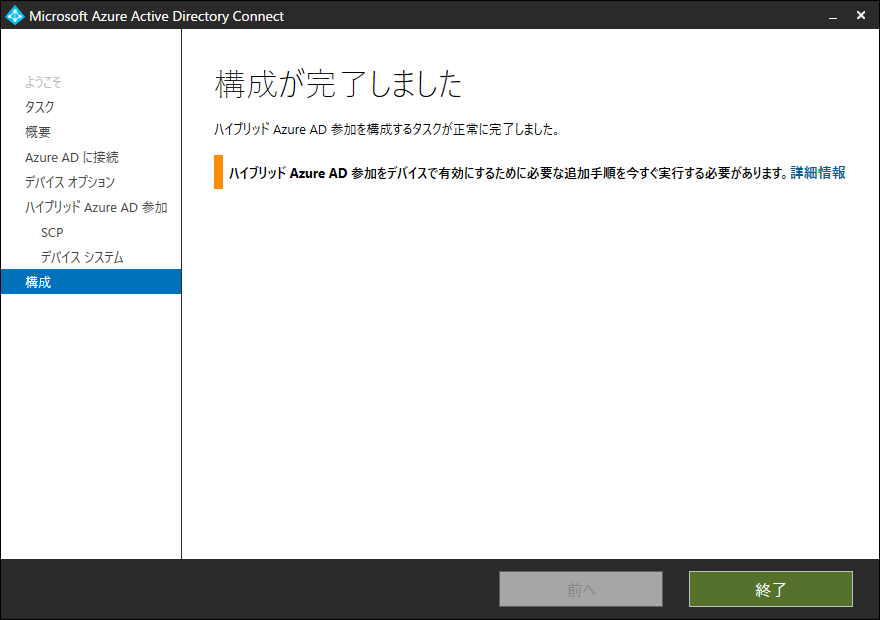 Microsoft Azure Active Directory Connect
ようこそ
タスク
概要
Azure AD に接続
デバイス オプション
ハイブリッド Azure AD 参加
SCP
デバイス システム
構成
構成が完了しました
ハイブリッド Azure AD 参加を構成するタスクが正常に完了しました。
ハイブリッド Azure AD 参加をデバイスで有効にするために必要な追加手順を今すぐ実行する必要があります。詳細情報
前へ
終了